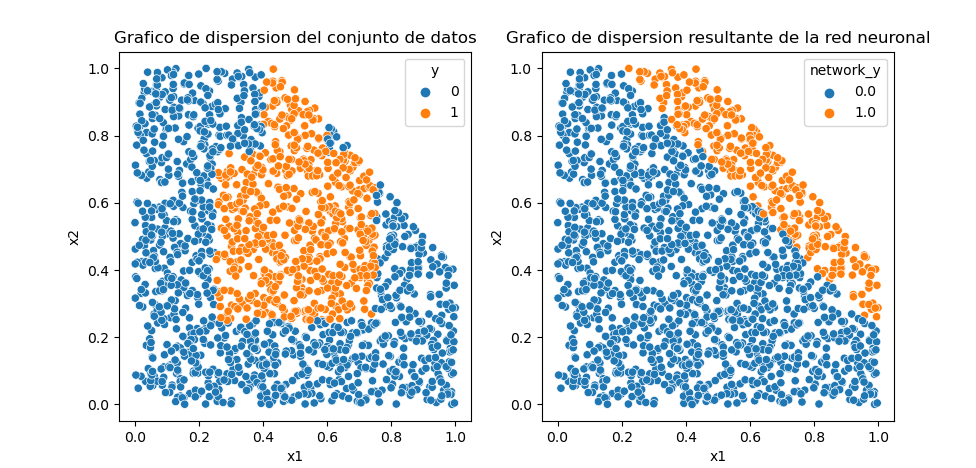 Grafico de dispersion del conjunto de datos
y
0
1
1.0
0.8
0.6
0.4
0.2
0.0
x2
0.0 0.2 0.4 0.6 0.8 1.0
x1
Grafico de dispersion resultante de la red neuronal
network_y
0.0
1.0
1.0
0.8
0.6
0.4
0.2
0.0
x2
0.0 0.2 0.4 0.6 0.8 1.0
x1